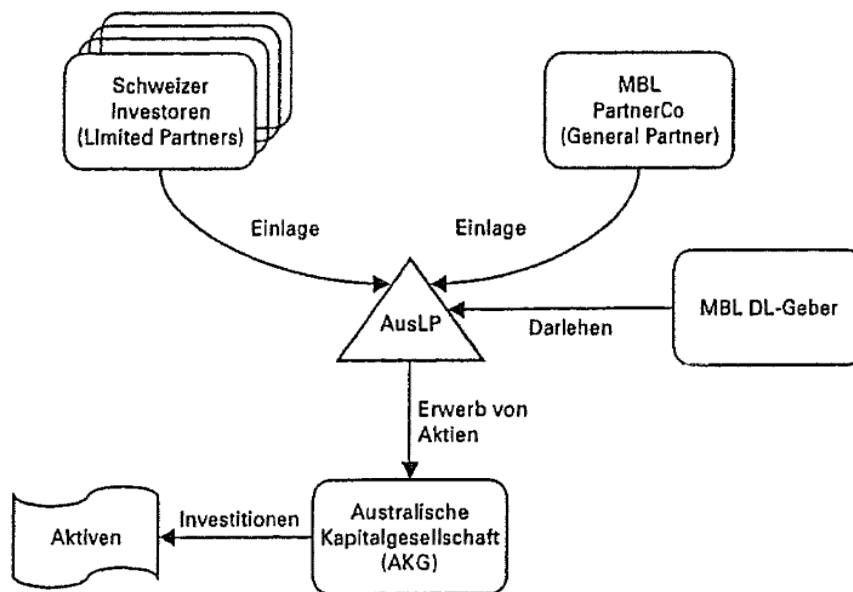 Schweizer
Investoren
(Limited Partners)
MBL
PartnerCo
(General Partner)
Einlage
Einlage
AusLP
Darlehen
MBL DL-Geber
Erwerb von
Aktien
Aktiven
Investitionen
Australische
Kapitalgesellschaft
(AKG)